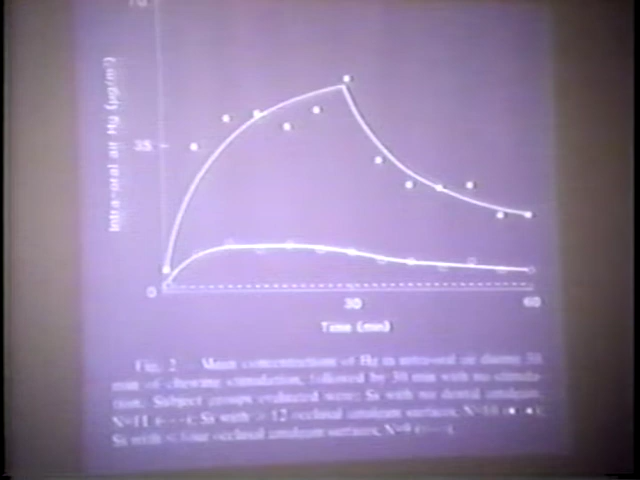 70
Intra-oral air Hg (µg/m³)
35
0
30
60
Time (min)
Fig. 2 Mean concentrations of Hg in intra-oral air during 30
min of chewing stimulation, followed by 30 min with no stimula-
tion. Subject groups evaluated were: Ss with no dental amalgam,
N=11 Ss with > 12 occlusal amalgam surfaces, N=
Ss with four occlusal amalgam surfaces, N=9